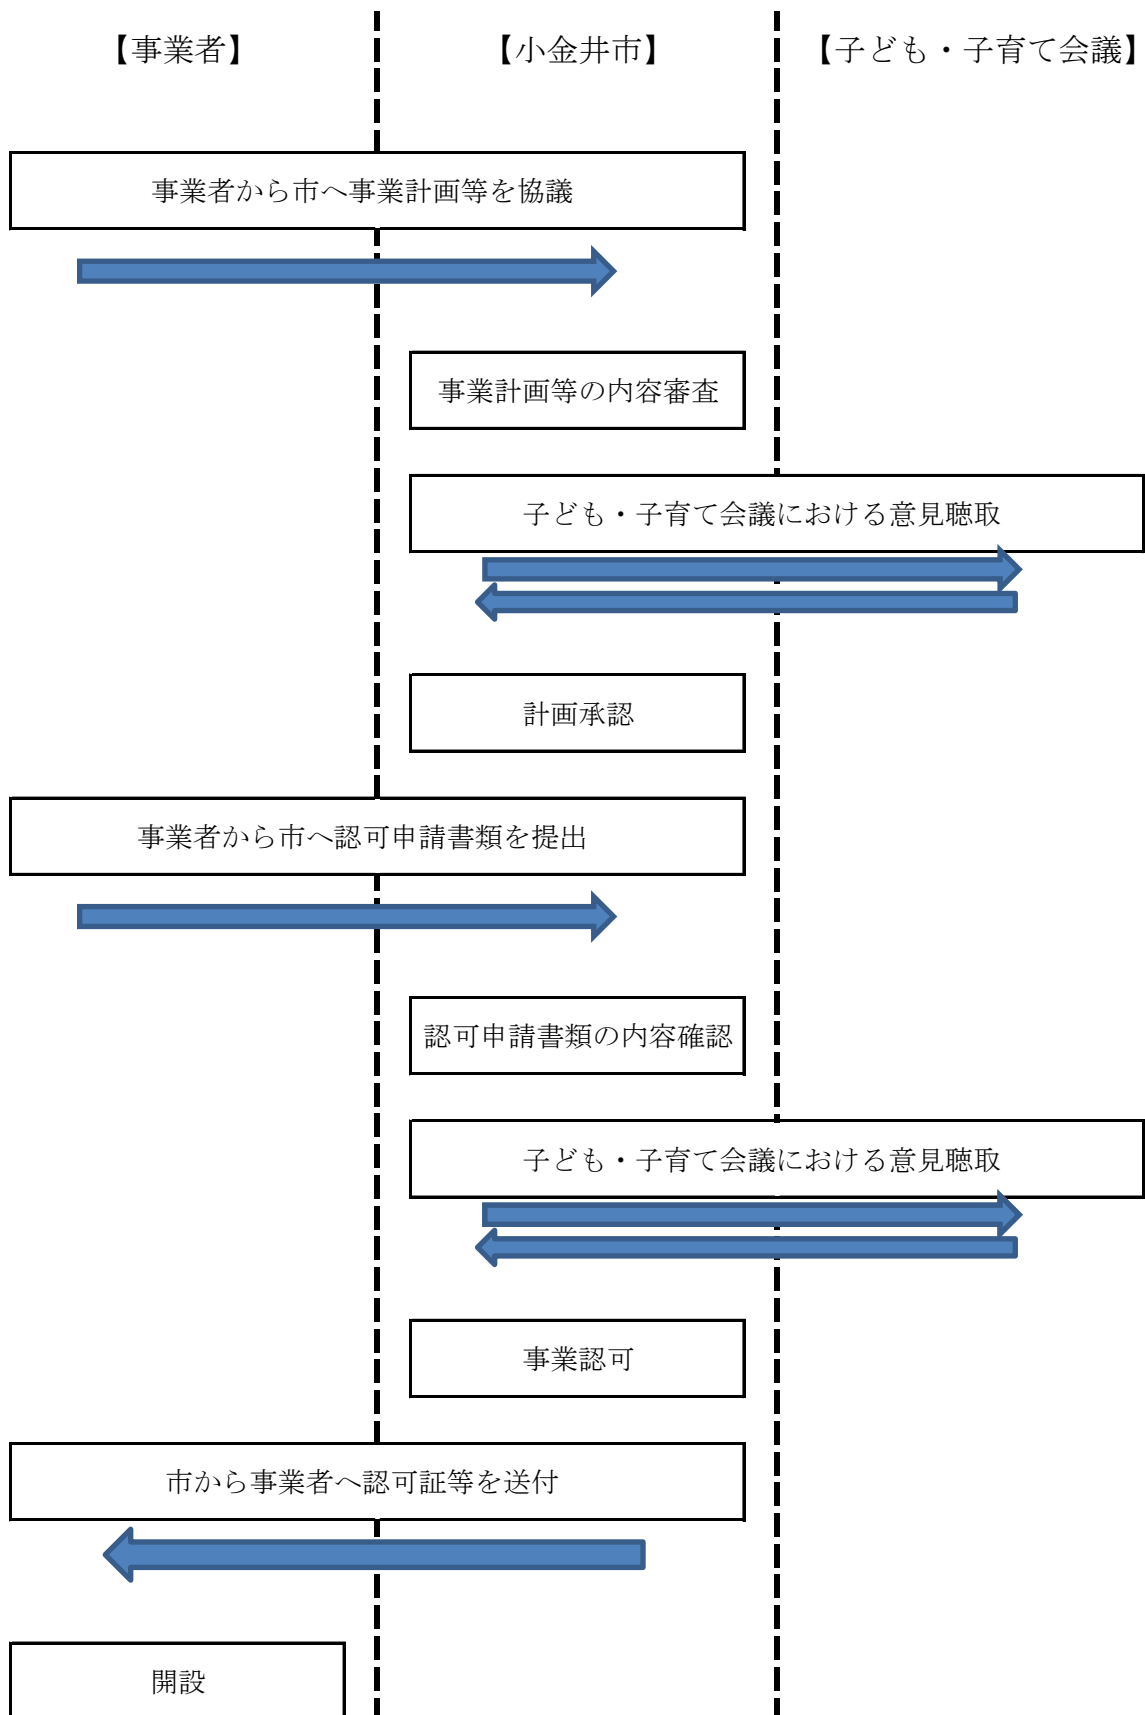 【事業者】
【小金井市】
【子ども・子育て会議】
事業者から市へ事業計画等を協議
事業計画等の内容審査
子ども・子育て会議における意見聴取
計画承認
事業者から市へ認可申請書類を提出
認可申請書類の内容確認
子ども・子育て会議における意見聴取
事業認可
市から事業者へ認可証等を送付
開設